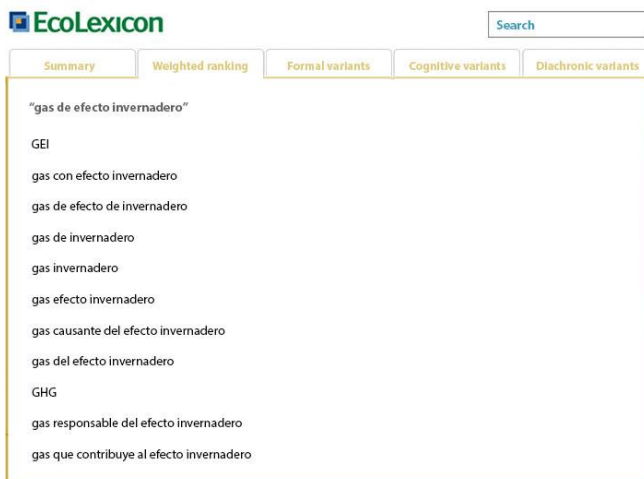 EcoLexicon
Search
Summary
Weighted ranking
Formal variants
Cognitive variants
Diachronic variants
“gas de efecto invernadero”
GEI
gas con efecto invernadero
gas de efecto de invernadero
gas de invernadero
gas invernadero
gas efecto invernadero
gas causante del efecto invernadero
gas del efecto invernadero
GHG
gas responsable del efecto invernadero
gas que contribuye al efecto invernadero